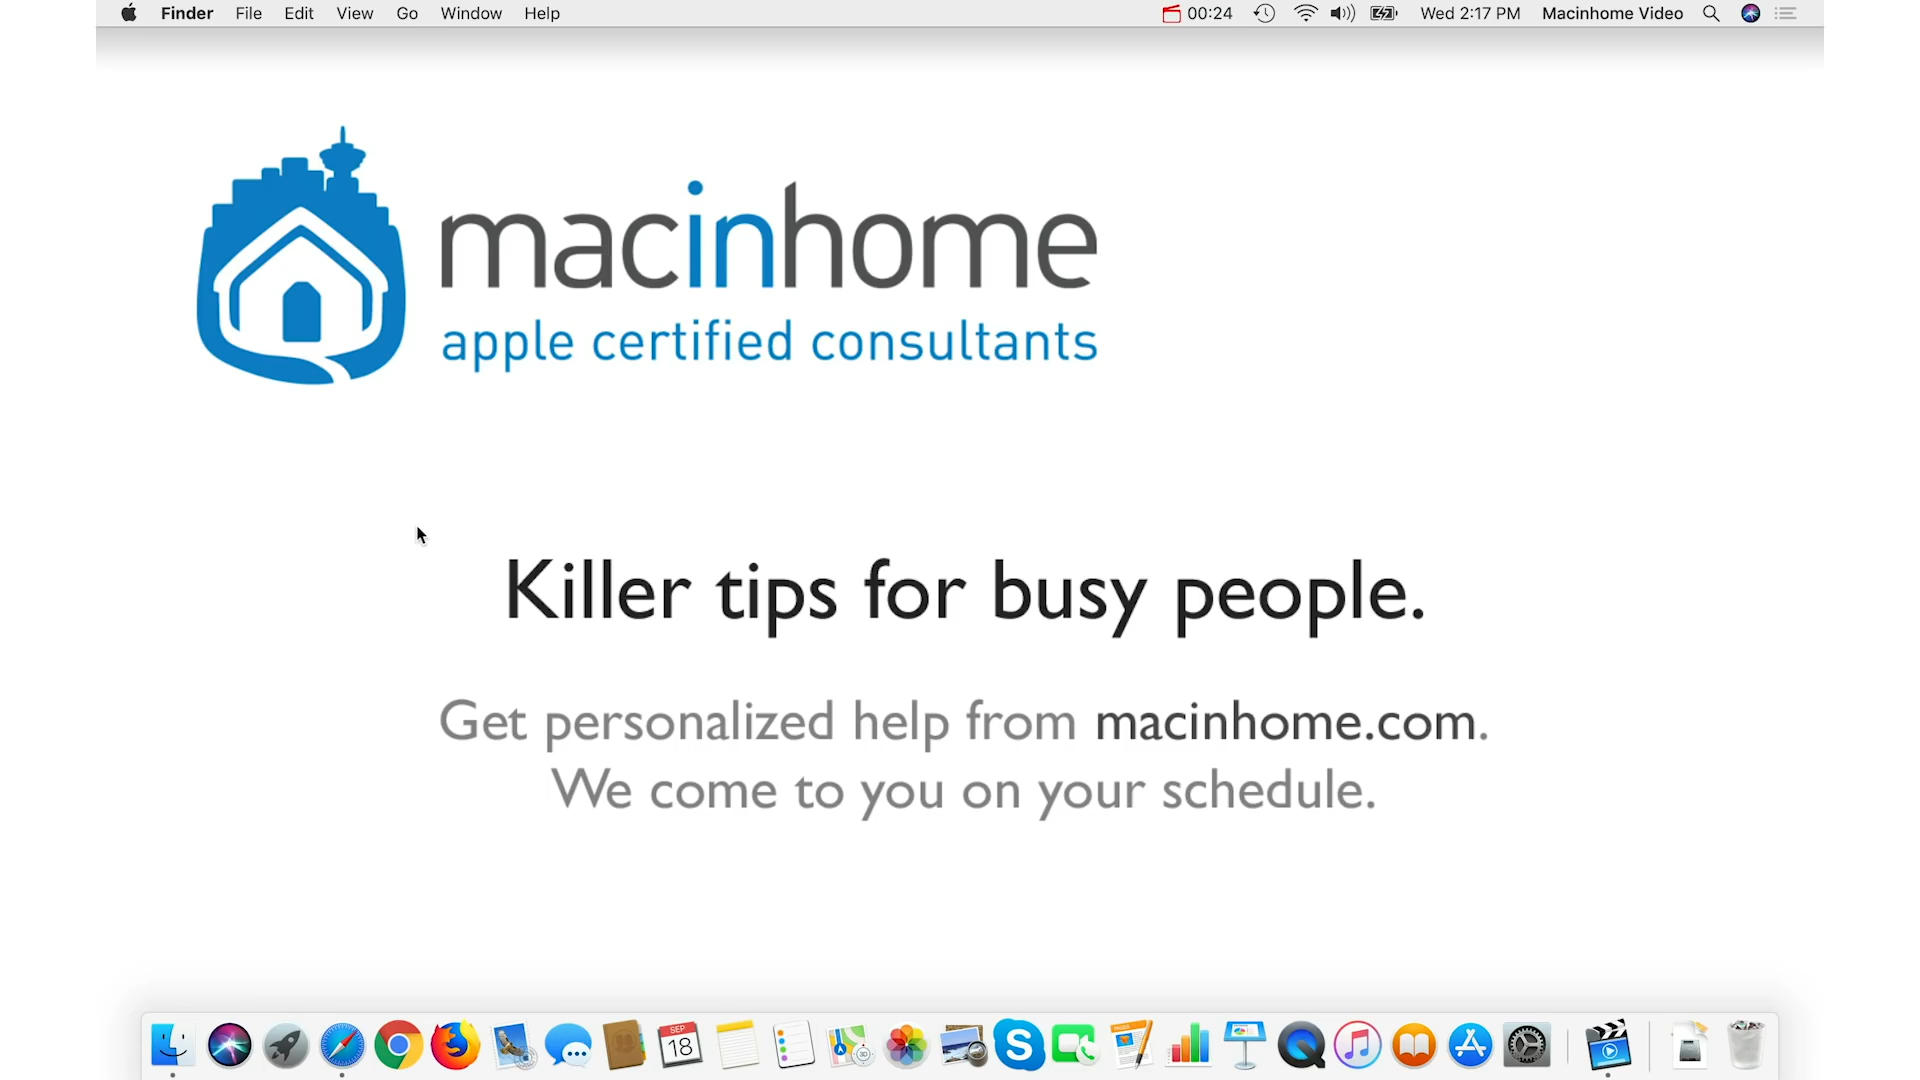 Finder File Edit View Go Window Help 00:24 Wed 2:17 PM Macinhome Video
macinhome
apple certified consultants
Killer tips for busy people.
Get personalized help from macinhome.com.
We come to you on your schedule.
SEP
18